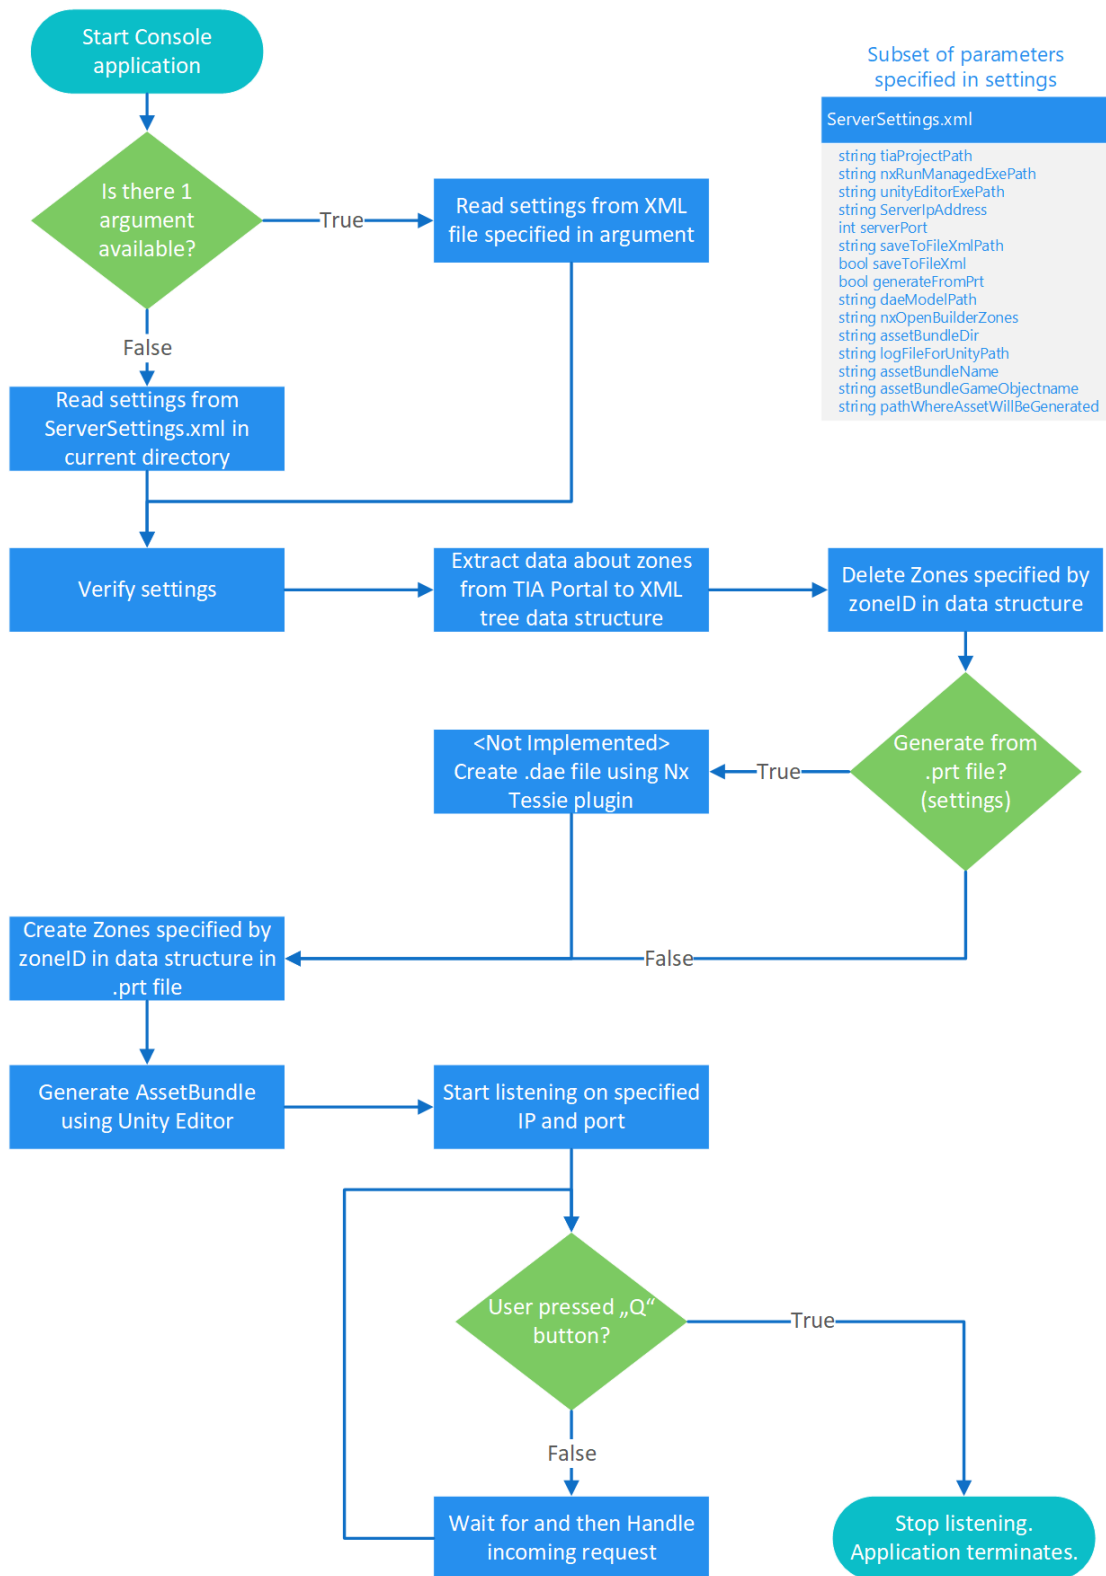 Start Console
application
Subset of parameters
specified in settings
ServerSettings.xml
string tiaProjectPath
string nxRunManagedExePath
string unityEditorExePath
string ServerIpAddress
int serverPort
string saveToFileXmlPath
bool saveToFileXml
bool generateFromPrt
string daeModelPath
string nxOpenBuilderZones
string assetBundleDir
string logFileForUnityPath
string assetBundleName
string assetBundleGameObjectname
string pathWhereAssetWillBeGenerated
Is there 1
argument
available?
True
Read settings from XML
file specified in argument
False
Read settings from
ServerSettings.xml in
current directory
Verify settings
Extract data about zones
from TIA Portal to XML
tree data structure
Delete Zones specified by
zoneID in data structure
Generate from
.prt file?
(settings)
True
<Not Implemented>
Create .dae file using Nx
Tessie plugin
False
Create Zones specified by
zoneID in data structure in
.prt file
Generate AssetBundle
using Unity Editor
Start listening on specified
IP and port
User pressed „Q“
button?
True
False
Wait for and then Handle
incoming request
Stop listening.
Application terminates.